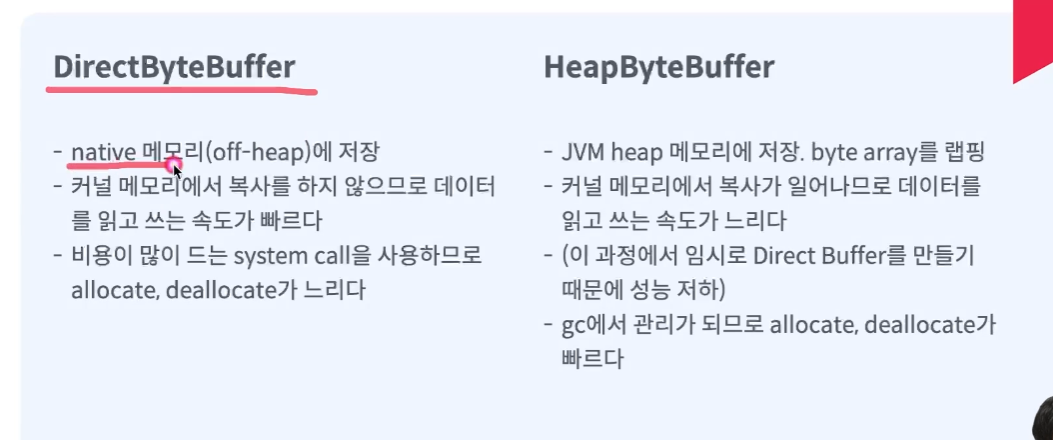 DirectByteBuffer
- native 메모리(off-heap)에 저장
- 커널 메모리에서 복사를 하지 않으므로 데이터
를 읽고 쓰는 속도가 빠르다
- 비용이 많이 드는 system call을 사용하므로
allocate, deallocate가 느리다
HeapByteBuffer
- JVM heap 메모리에 저장. byte array를 랩핑
- 커널 메모리에서 복사가 일어나므로 데이터를
읽고 쓰는 속도가 느리다
- (이 과정에서 임시로 Direct Buffer를 만들기
때문에 성능 저하)
- gc에서 관리가 되므로 allocate, deallocate가
빠르다